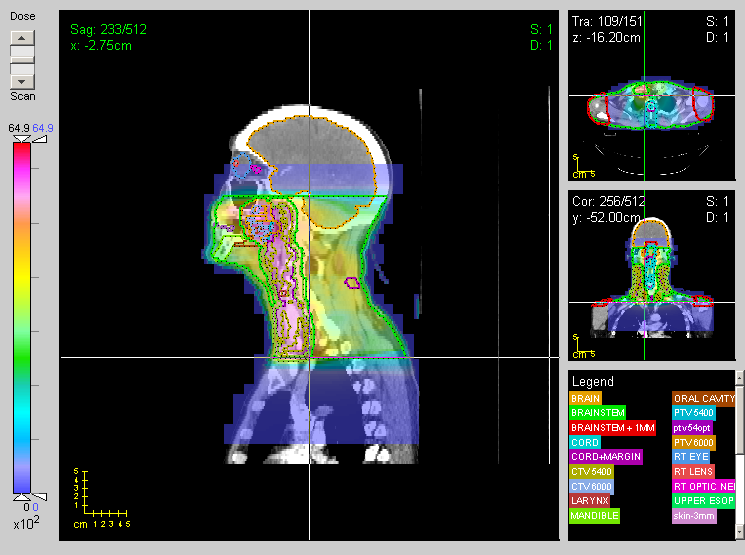 Dose
Scan
64.9 64.9
0 0
x10²
Sag: 233/512
x: -2.75cm
S: 1
D: 1
5
4
3
2
1
cm 1 2 3 4 5
Tra: 109/151
z: -16.20cm
S: 1
D: 1
5
cm 5
Cor: 256/512
y: -52.00cm
S: 1
D: 1
5
cm 5
Legend
BRAIN
BRAINSTEM
BRAINSTEM + 1MM
CORD
CORD+MARGIN
CTV5400
CTV6000
LARYNX
MANDIBLE
ORAL CAVITY
PTV5400
ptv54opt
PTV6000
RT EYE
RT LENS
RT OPTIC NE
UPPER ESOP
skin-3mm